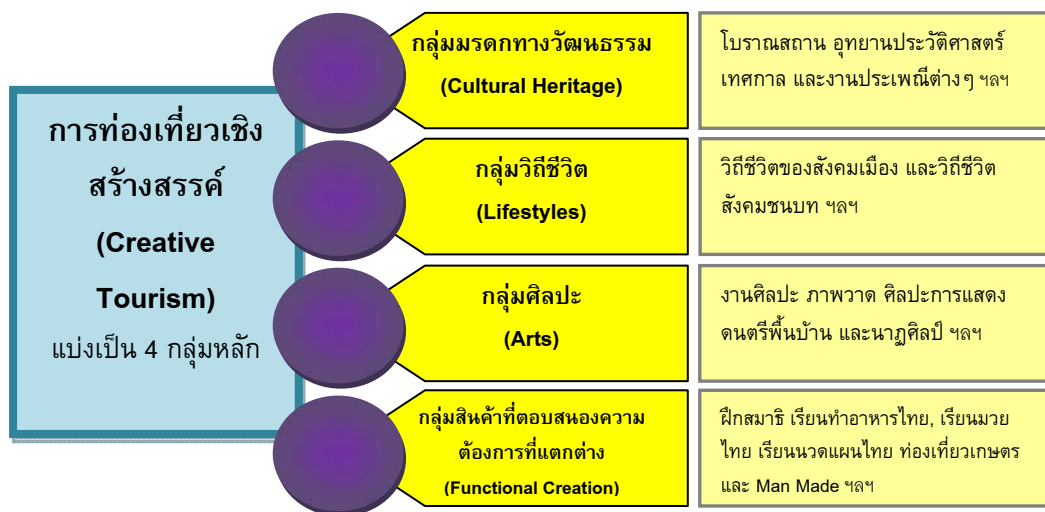 การท่องเที่ยวเชิง
สร้างสรรค์
(Creative
Tourism)
แบ่งเป็น 4 กลุ่มหลัก
กลุ่มมรดกทางวัฒนธรรม
(Cultural Heritage)
โบราณสถาน อุทยานประวัติศาสตร์
เทศกาล และงานประเพณีต่างๆ ฯลฯ
กลุ่มวิถีชีวิต
(Lifestyles)
วิถีชีวิตของสังคมเมือง และวิถีชีวิต
สังคมชนบท ฯลฯ
กลุ่มศิลปะ
(Arts)
งานศิลปะ ภาพวาด ศิลปะการแสดง
ดนตรีพื้นบ้าน และนาฏศิลป์ ฯลฯ
กลุ่มสินค้าที่ตอบสนองความ
ต้องการที่แตกต่าง
(Functional Creation)
ฝึกสมาธิ เรียนทำอาหารไทย, เรียนมวย
ไทย เรียนนวดแผนไทย ท่องเที่ยวเกษตร
และ Man Made ฯลฯ